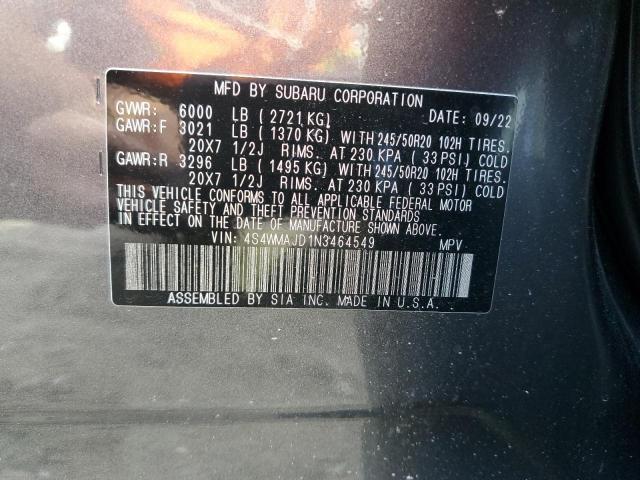 MFD BY SUBARU CORPORATION
GVWR: 6000 LB (2721 KG) DATE: 09/22
GAWR:F 3021 LB (1370 KG) WITH 245/50R20 102H TIRES.
20X7 1/2J RIMS. AT 230 KPA (33 PSI) COLD
GAWR:R 3296 LB (1495 KG) WITH 245/50R20 102H TIRES.
20X7 1/2J RIMS. AT 230 KPA (33 PSI) COLD
THIS VEHICLE CONFORMS TO ALL APPLICABLE FEDERAL MOTOR
VEHICLE SAFETY AND THEFT PREVENTION STANDARDS
IN EFFECT ON THE DATE OF MANUFACTURE SHOWN ABOVE.
VIN: 4S4WMAJD1N3464549 MPV
ASSEMBLED BY SIA INC. MADE IN U.S.A.